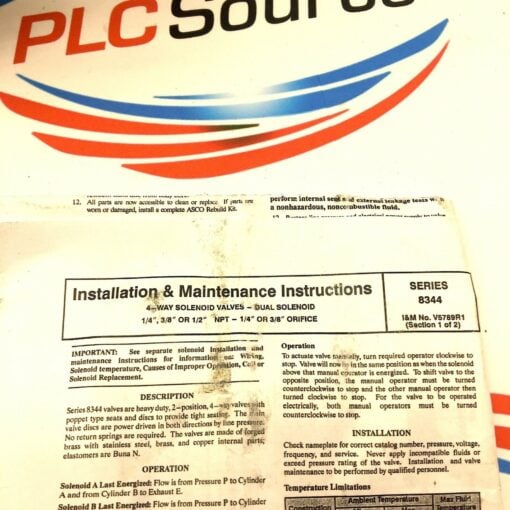 PLC Source
12. All parts are now accessible to clean or replace. If parts are
worn or damaged, install a complete ASCO Rebuild Kit.
perform internal seat and external leakage tests with
a nonhazardous, noncombustible fluid.
Installation & Maintenance Instructions
4-WAY SOLENOID VALVES - DUAL SOLENOID
1/4", 3/8" OR 1/2" NPT - 1/4" OR 3/8" ORIFICE
SERIES
8344
I&M No. V5789R1
(Section 1 of 2)
IMPORTANT: See separate solenoid installation and
maintenance instructions for information on: Wiring,
Solenoid temperature, Causes of Improper Operation, Coil or
Solenoid Replacement.
DESCRIPTION
Series 8344 valves are heavy duty, 2-position, 4-way valves with
poppet type seats and discs to provide tight seating. The main
valve discs are power driven in both directions by line pressure.
No return springs are required. The valves are made of forged
brass with stainless steel, brass, and copper internal parts;
elastomers are Buna N.
OPERATION
Solenoid A Last Energized: Flow is from Pressure P to Cylinder
A and from Cylinder B to Exhaust E.
Solenoid B Last Energized: Flow is from Pressure P to Cylinder
Operation
To actuate valve manually, turn required operator clockwise to
stop. Valve will now be in the same position as when the solenoid
above that manual operator is energized. To shift valve to the
opposite position, the manual operator must be turned
counterclockwise to stop and the other manual operator then
turned clockwise to stop. For the valve to be operated
electrically, both manual operators must be turned
counterclockwise to stop.
INSTALLATION
Check nameplate for correct catalog number, pressure, voltage,
frequency, and service. Never apply incompatible fluids or
exceed pressure rating of the valve. Installation and valve
maintenance to be performed by qualified personnel.
Temperature Limitations
Construction
Ambient Temperature
Max Fluid
Temperature